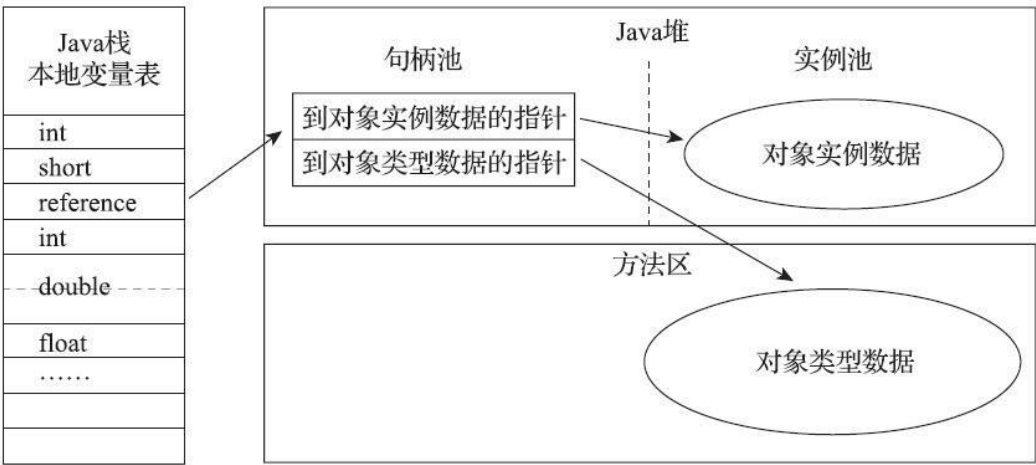 Java栈
本地变量表
int
short
reference
int
double
float
……
Java堆
句柄池
实例池
到对象实例数据的指针
到对象类型数据的指针
对象实例数据
方法区
对象类型数据